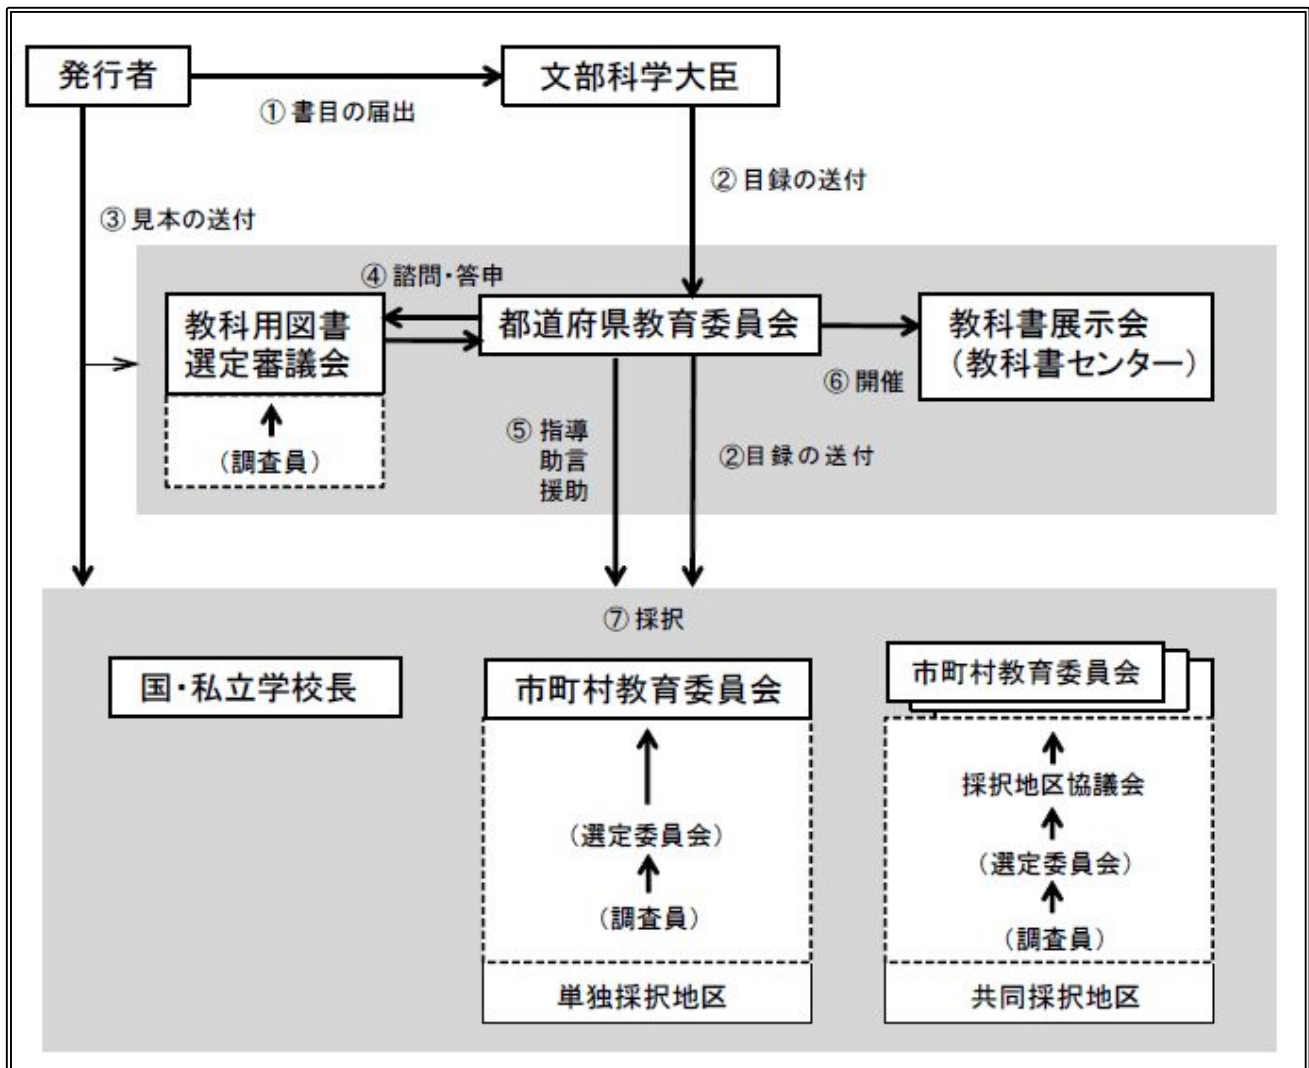 発行者
文部科学大臣
① 書目の届出
② 目録の送付
③ 見本の送付
④ 諮問・答申
教科用図書
選定審議会
都道府県教育委員会
教科書展示会
（教科書センター）
⑥ 開催
（調査員）
⑤ 指導
助言
援助
②目録の送付
⑦ 採択
国・私立学校長
市町村教育委員会
（選定委員会）
（調査員）
単独採択地区
市町村教育委員会
採択地区協議会
（選定委員会）
（調査員）
共同採択地区